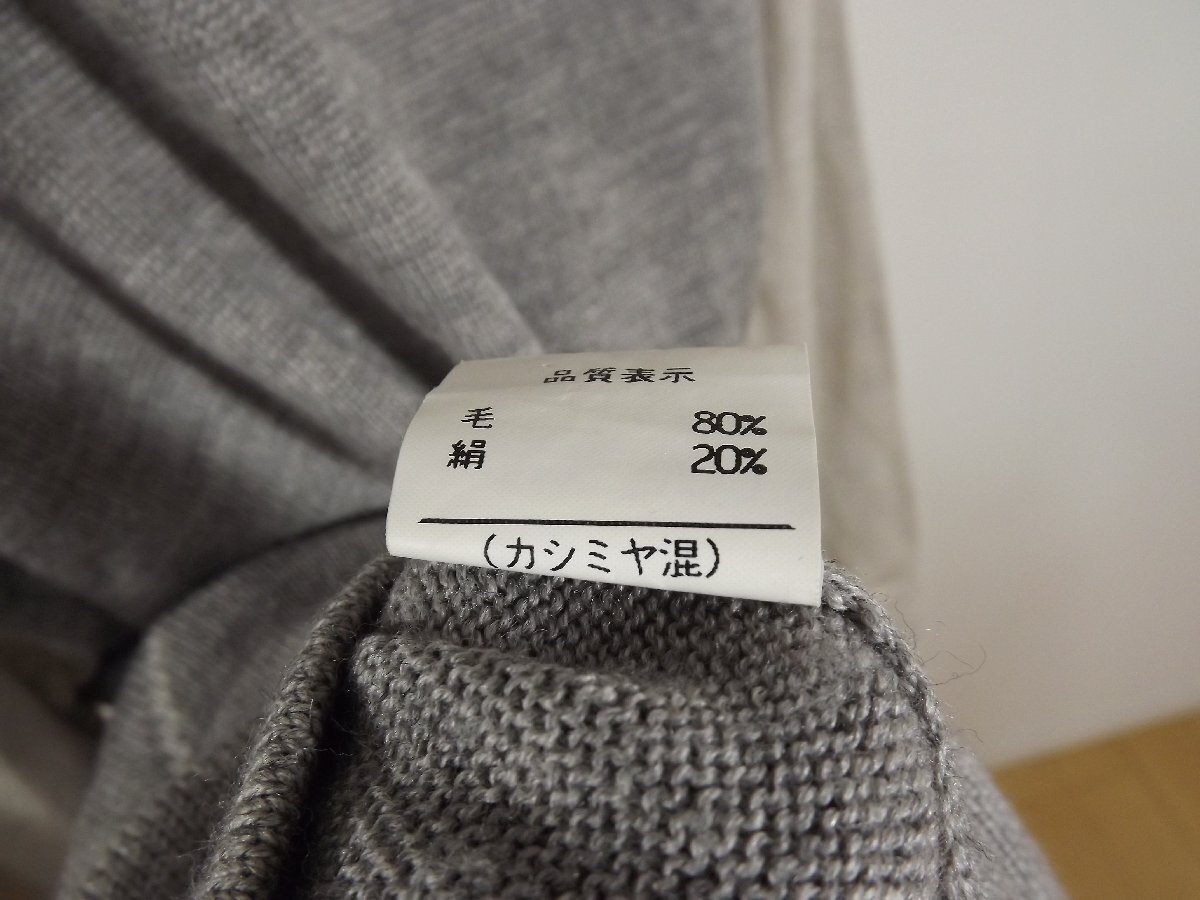 品質表示
毛 80%
絹 20%
(カシミヤ混)